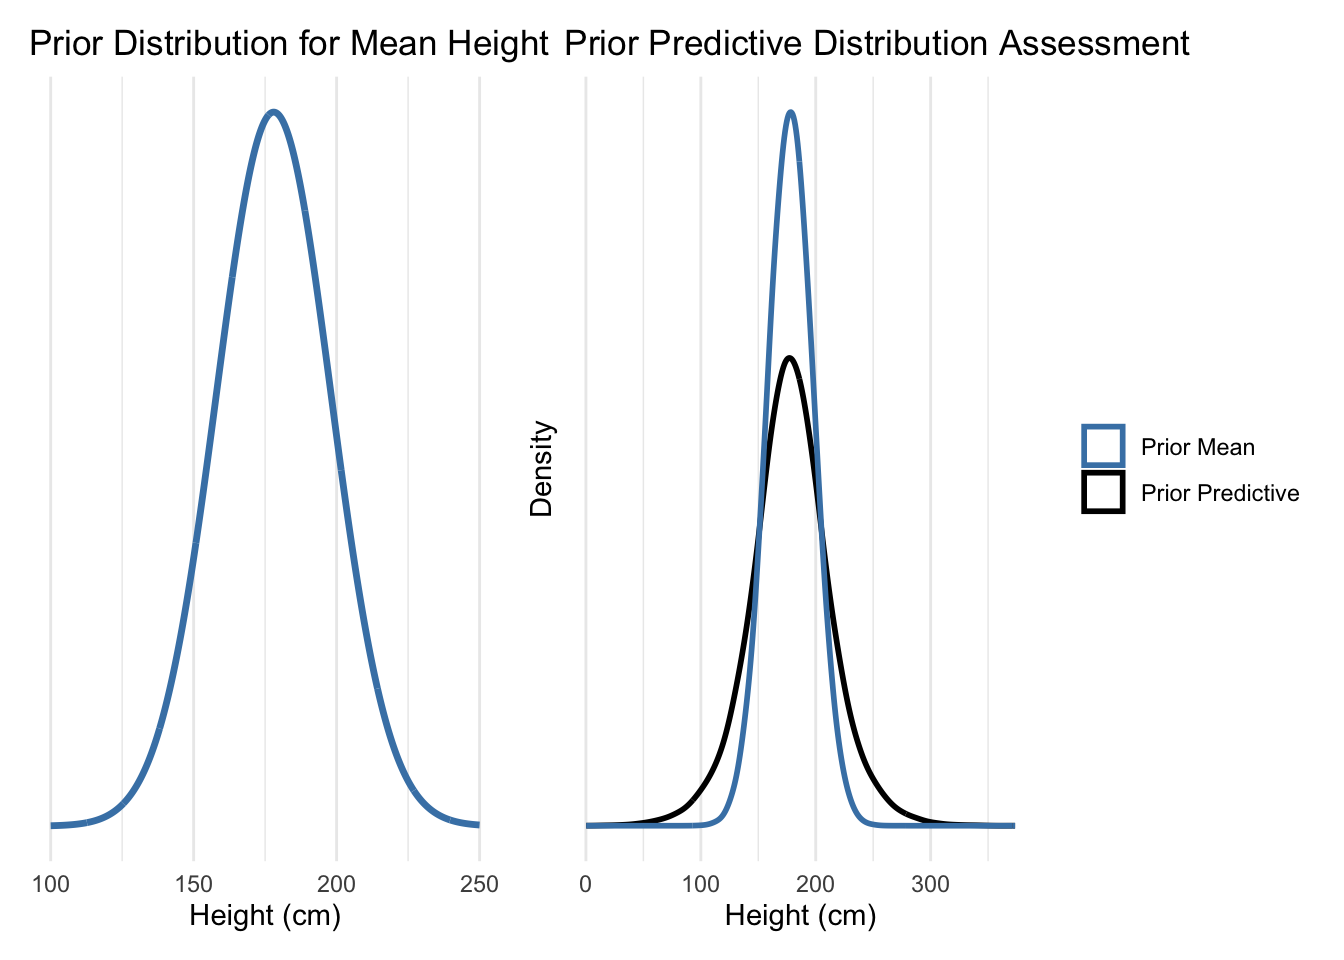 Prior Distribution for Mean Height
100 150 200 250
Height (cm)
Prior Predictive Distribution Assessment
Density
0 100 200 300
Height (cm)
Prior Mean
Prior Predictive